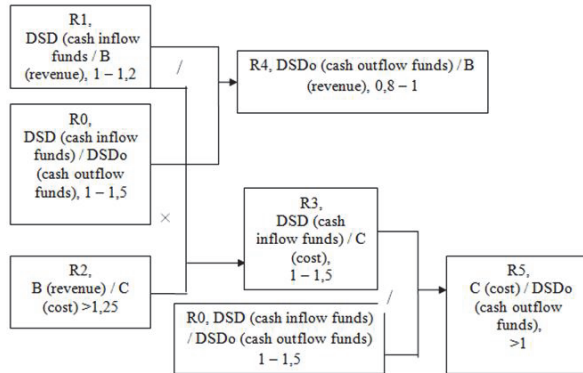 R1,
DSD (cash inflow
funds / B
(revenue), 1 – 1,2
/
R4, DSDo (cash outflow funds) / B
(revenue), 0,8 – 1
R0,
DSD (cash inflow
funds) / DSDo
(cash outflow
funds), 1 – 1,5
×
R3,
DSD (cash
inflow funds) / C
(cost),
1 – 1,5
R2,
B (revenue) / C
(cost) >1,25
/
R5,
C (cost) / DSDo
(cash outflow
funds),
>1
R0, DSD (cash inflow funds)
/ DSDo (cash outflow funds)
1 – 1,5